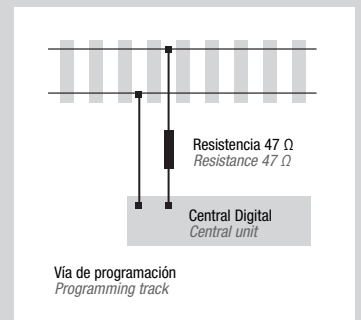 Resistencia 47 Ω
Resistance 47 Ω
Central Digital
Central unit
Vía de programación
Programming track